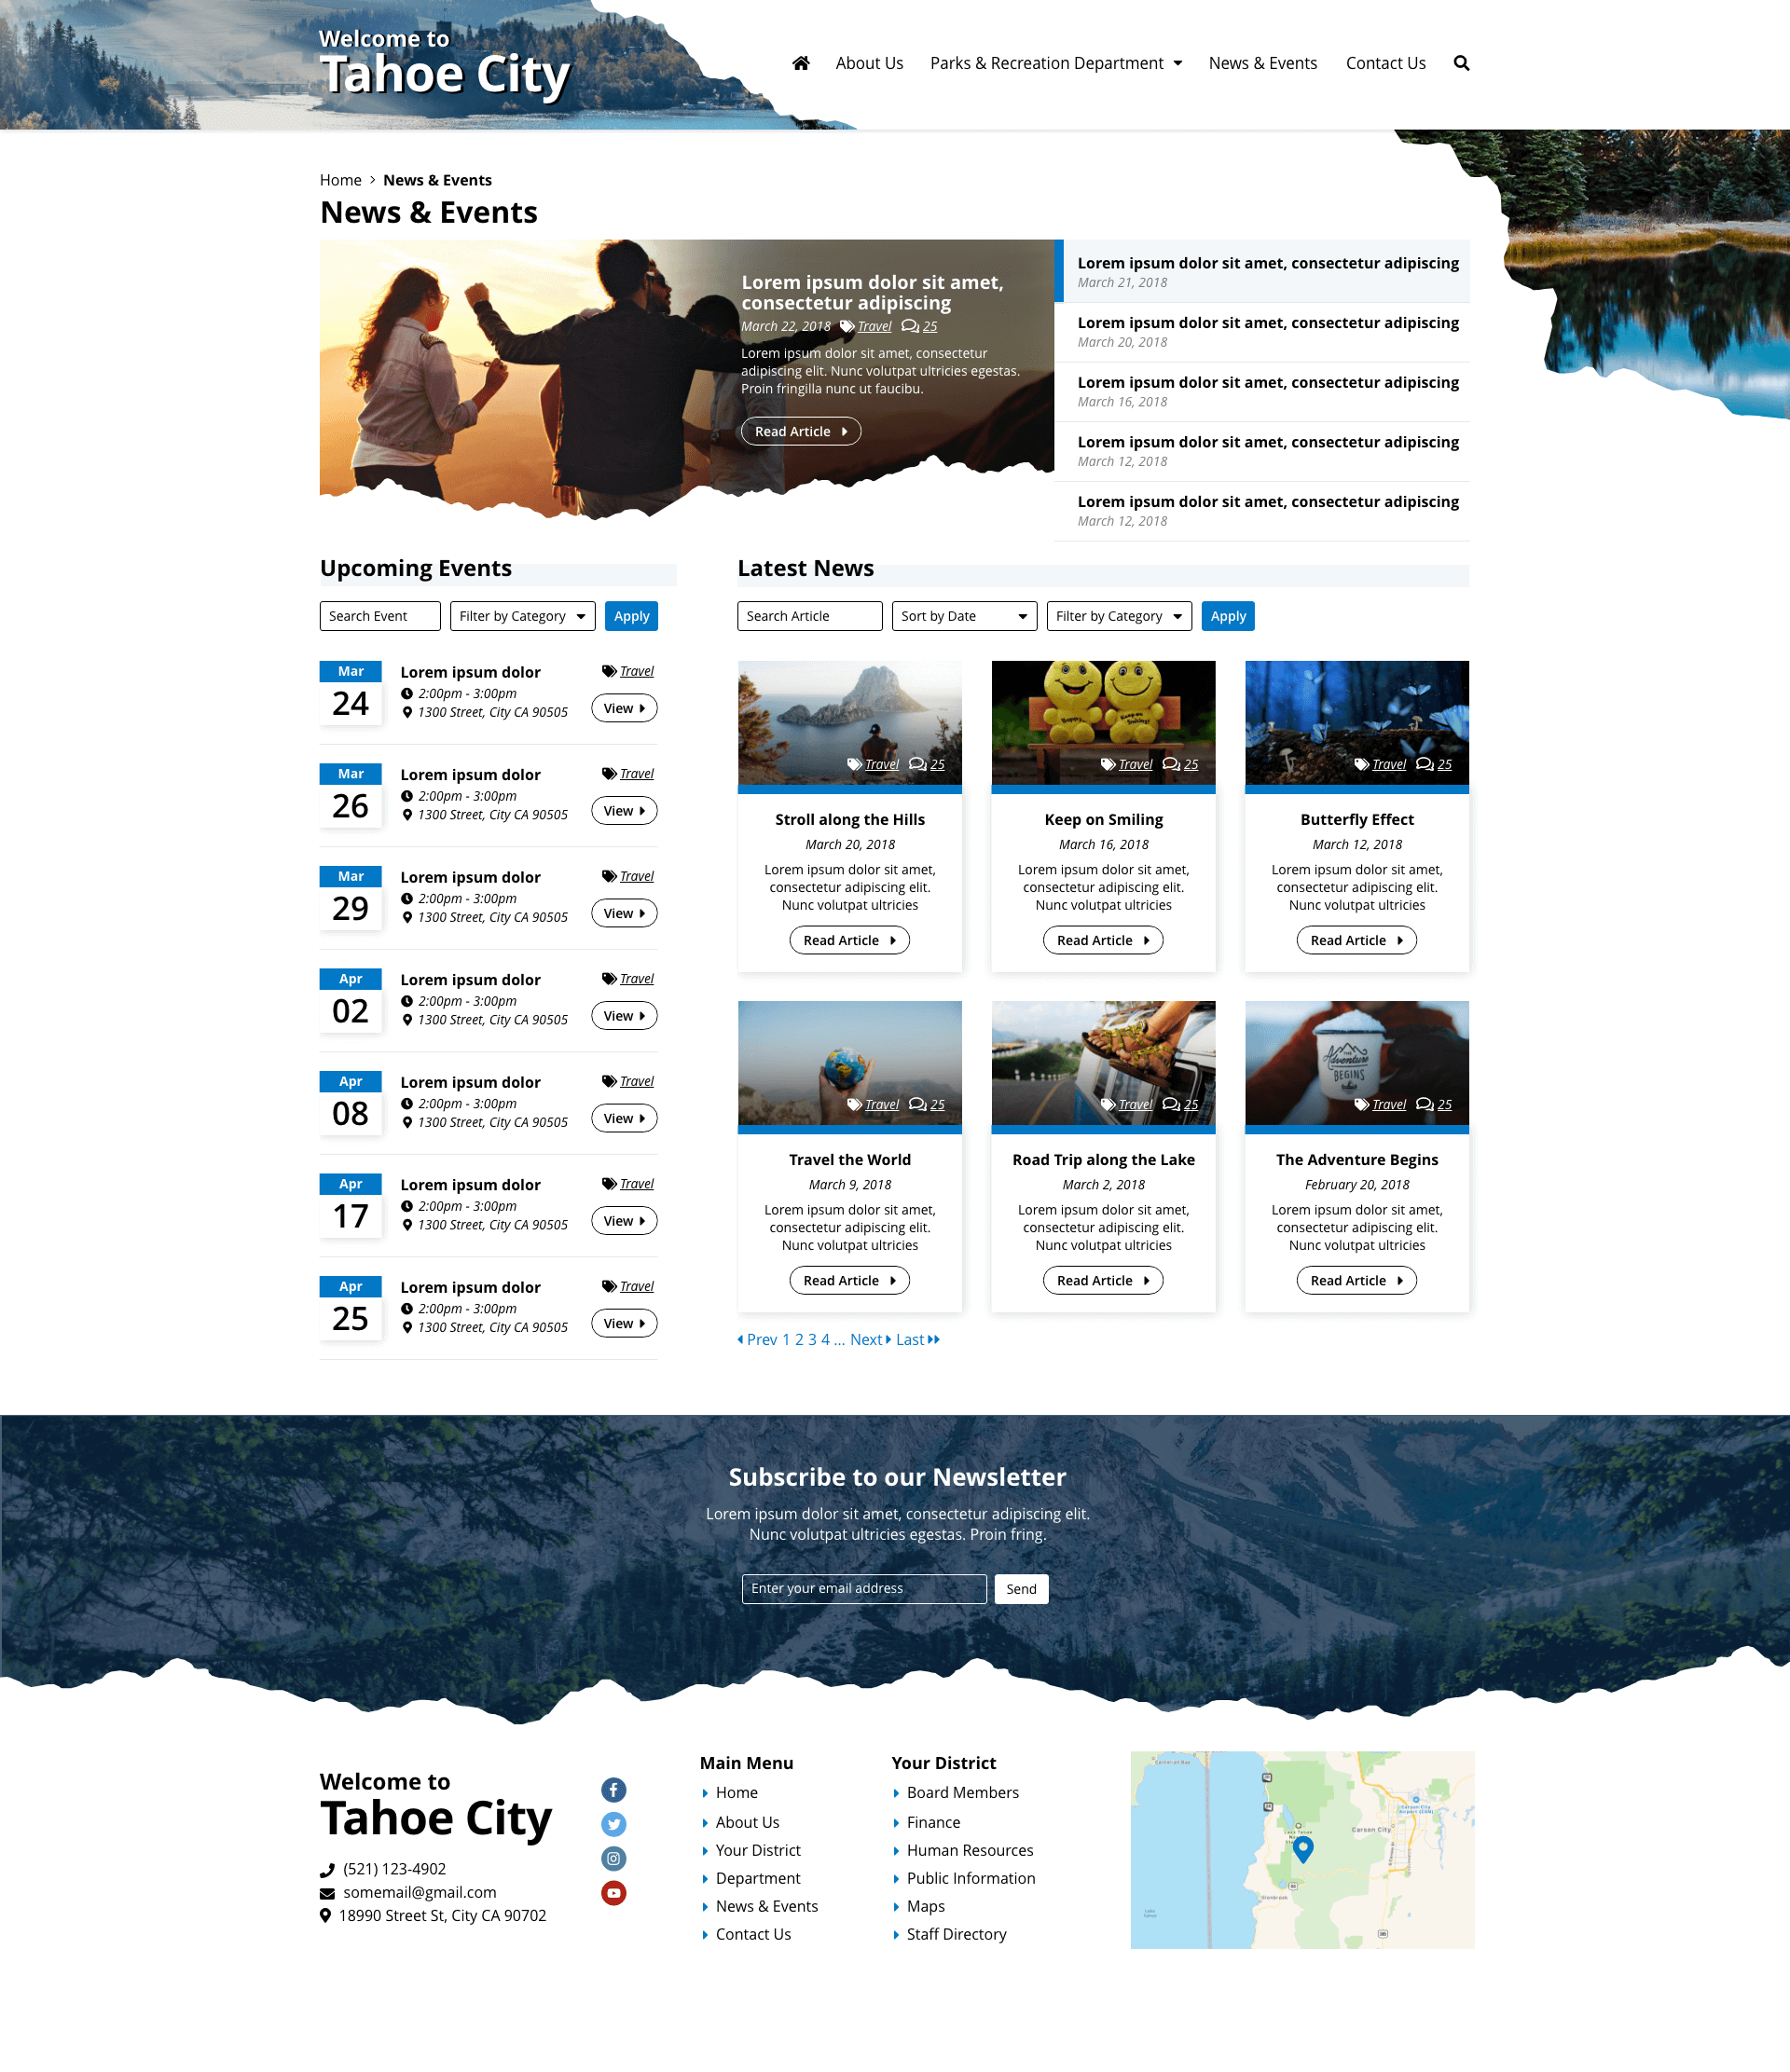 Welcome to
Tahoe City
About Us
Parks & Recreation Department
News & Events
Contact Us
Home
News & Events
News & Events
Lorem ipsum dolor sit amet,
consectetur adipiscing
March 22, 2018 Travel 25
Lorem ipsum dolor sit amet, consectetur
adipiscing elit. Nunc volutpat ultricies egestas.
Proin fringilla nunc ut faucibu.
Read Article
Lorem ipsum dolor sit amet, consectetur adipiscing
March 21, 2018
Lorem ipsum dolor sit amet, consectetur adipiscing
March 20, 2018
Lorem ipsum dolor sit amet, consectetur adipiscing
March 16, 2018
Lorem ipsum dolor sit amet, consectetur adipiscing
March 12, 2018
Lorem ipsum dolor sit amet, consectetur adipiscing
March 12, 2018
Upcoming Events
Search Event
Filter by Category
Apply
Mar
24
Lorem ipsum dolor
2:00pm - 3:00pm
1300 Street, City CA 90505
Travel
View
Mar
26
Lorem ipsum dolor
2:00pm - 3:00pm
1300 Street, City CA 90505
Travel
View
Mar
29
Lorem ipsum dolor
2:00pm - 3:00pm
1300 Street, City CA 90505
Travel
View
Apr
02
Lorem ipsum dolor
2:00pm - 3:00pm
1300 Street, City CA 90505
Travel
View
Apr
08
Lorem ipsum dolor
2:00pm - 3:00pm
1300 Street, City CA 90505
Travel
View
Apr
17
Lorem ipsum dolor
2:00pm - 3:00pm
1300 Street, City CA 90505
Travel
View
Apr
25
Lorem ipsum dolor
2:00pm - 3:00pm
1300 Street, City CA 90505
Travel
View
Latest News
Search Article
Sort by Date
Filter by Category
Apply
Travel 25
Stroll along the Hills
March 20, 2018
Lorem ipsum dolor sit amet,
consectetur adipiscing elit.
Nunc volutpat ultricies
Read Article
Keep on
Smiling!
Travel 25
Keep on Smiling
March 16, 2018
Lorem ipsum dolor sit amet,
consectetur adipiscing elit.
Nunc volutpat ultricies
Read Article
Travel 25
Butterfly Effect
March 12, 2018
Lorem ipsum dolor sit amet,
consectetur adipiscing elit.
Nunc volutpat ultricies
Read Article
Travel 25
Travel the World
March 9, 2018
Lorem ipsum dolor sit amet,
consectetur adipiscing elit.
Nunc volutpat ultricies
Read Article
Travel 25
Road Trip along the Lake
March 2, 2018
Lorem ipsum dolor sit amet,
consectetur adipiscing elit.
Nunc volutpat ultricies
Read Article
THE
Adventure
BEGINS
Travel 25
The Adventure Begins
February 20, 2018
Lorem ipsum dolor sit amet,
consectetur adipiscing elit.
Nunc volutpat ultricies
Read Article
Prev 1 2 3 4 ... Next Last
Subscribe to our Newsletter
Lorem ipsum dolor sit amet, consectetur adipiscing elit.
Nunc volutpat ultricies egestas. Proin fring.
Enter your email address
Send
Welcome to
Tahoe City
(521) 123-4902
somemail@gmail.com
18990 Street St, City CA 90702
Main Menu
Home
About Us
Your District
Department
News & Events
Contact Us
Your District
Board Members
Finance
Human Resources
Public Information
Maps
Staff Directory
Carson City
Airport (CXN)
Carson City
Glenbrook